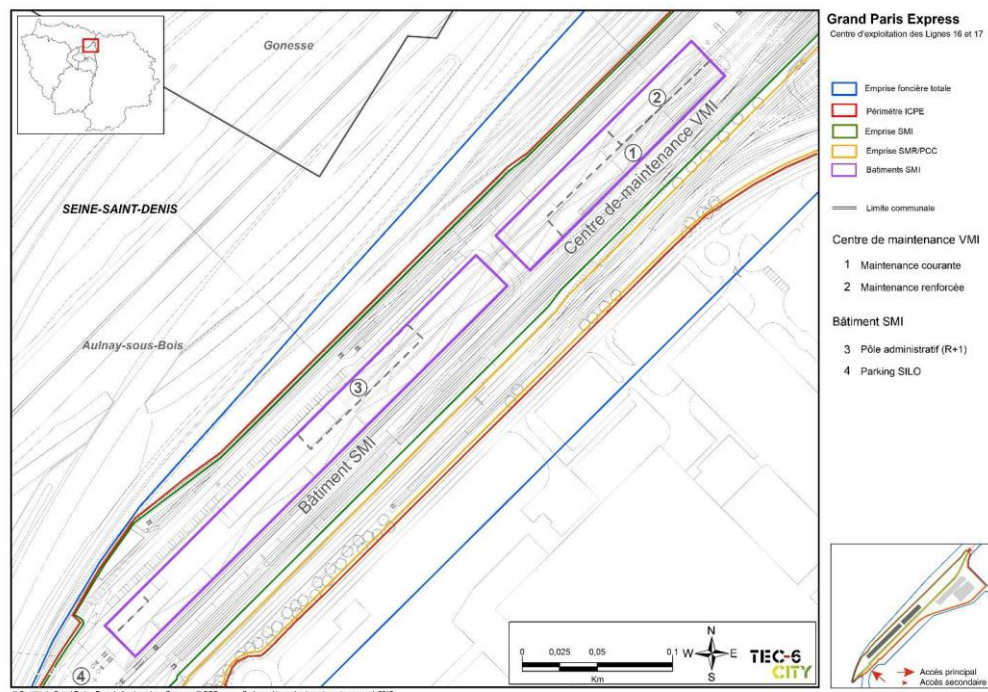 Gonesse
SEINE-SAINT-DENIS
Aulnay-sous-Bois
2
1
Centre de maintenance VMI
3
Bâtiment SMI
4
0 0,025 0,05 0,1
Km
N
W E
S
TEC-6
CITY
Grand Paris Express
Centre d'exploitation des Lignes 16 et 17
Emprise foncière totale
Périmètre ICPE
Emprise SMI
Emprise SMR/PCC
Batiments SMI
Limite communale
Centre de maintenance VMI
1 Maintenance courante
2 Maintenance renforcée
Bâtiment SMI
3 Pôle administratif (R+1)
4 Parking SILO
Accès principal
Accès secondaire